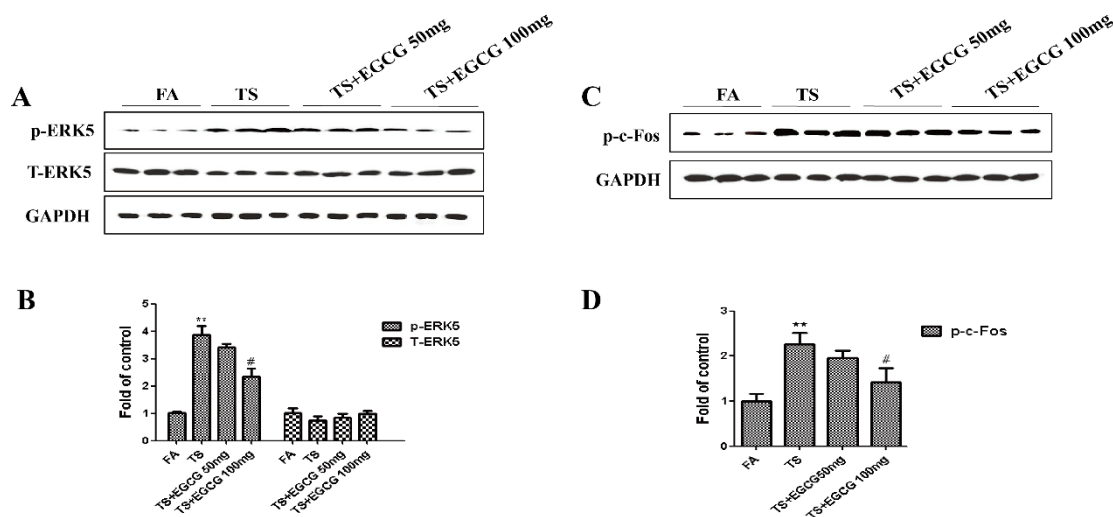 A
FA TS TS+EGCG 50mg TS+EGCG 100mg
p-ERK5
T-ERK5
GAPDH
B
Fold of control
5
4
3
2
1
0
**
#
p-ERK5
T-ERK5
FA TS TS+EGCG 50mg TS+EGCG 100mg FA TS TS+EGCG 50mg TS+EGCG 100mg
C
FA TS TS+EGCG 50mg TS+EGCG 100mg
p-c-Fos
GAPDH
D
Fold of control
3
2
1
0
**
#
p-c-Fos
FA TS TS+EGCG50mg TS+EGCG 100mg